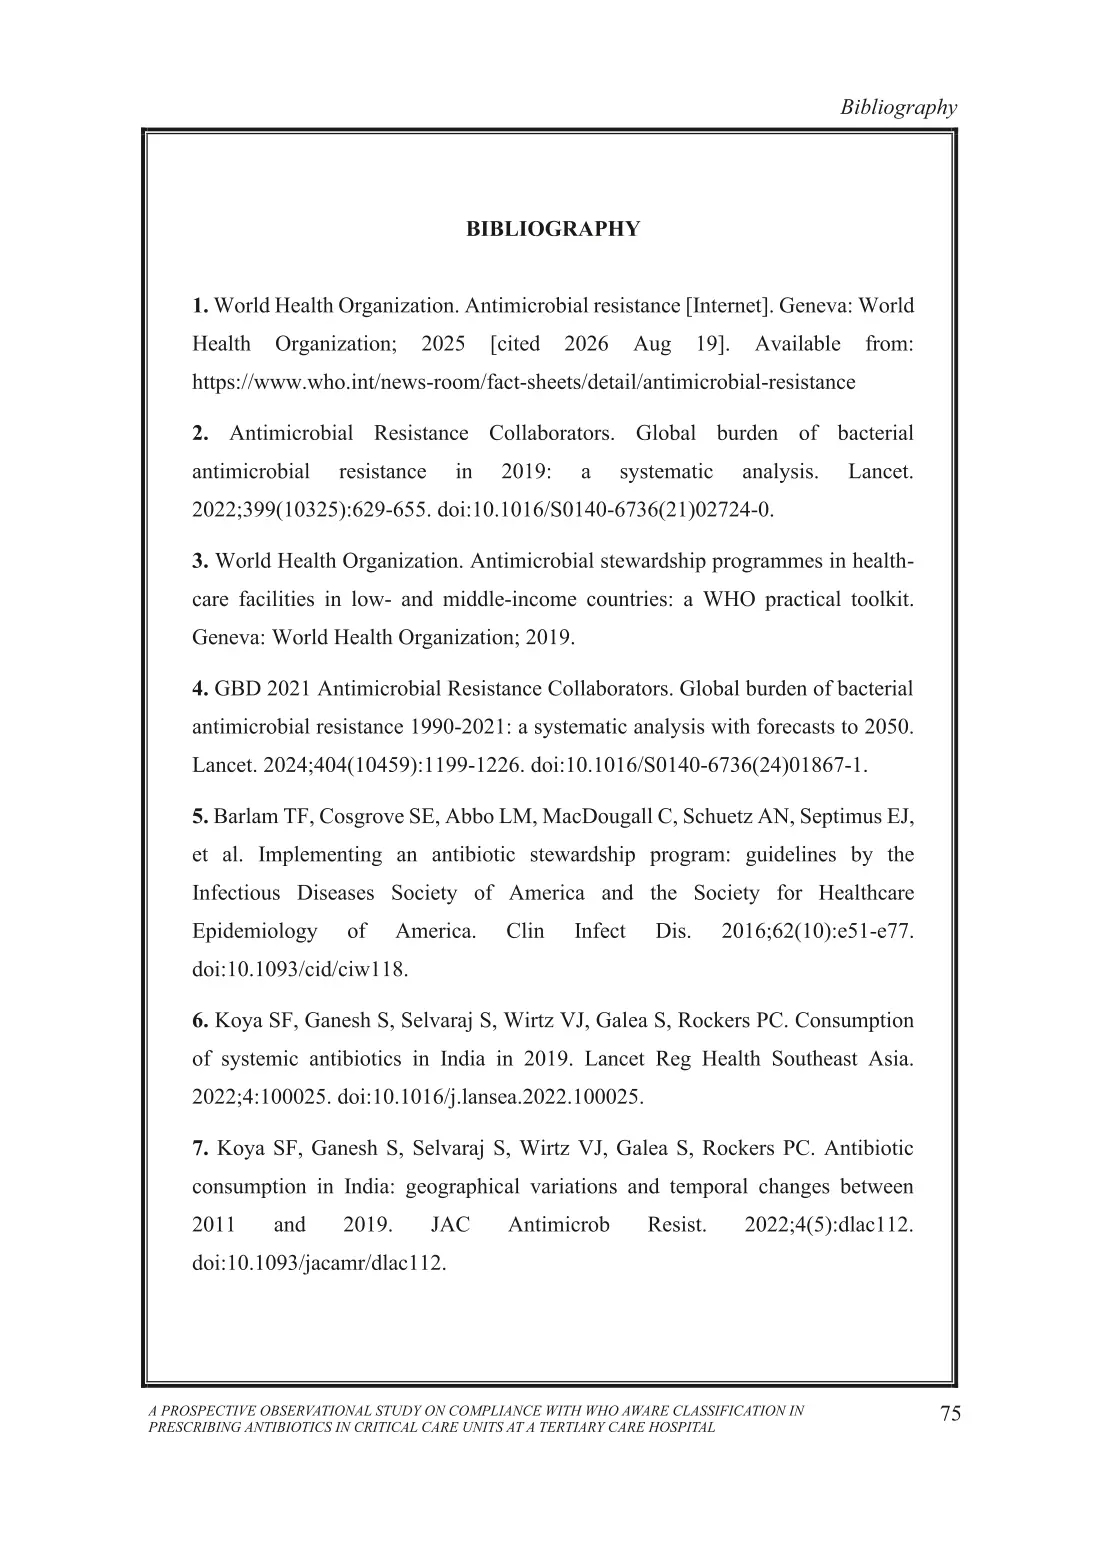 Bibliography
BIBLIOGRAPHY
1. World Health Organization. Antimicrobial resistance [Internet]. Geneva: World
Health Organization; 2025 [cited 2026 Aug 19]. Available from:
https://www.who.int/news-room/fact-sheets/detail/antimicrobial-resistance
2. Antimicrobial Resistance Collaborators. Global burden of bacterial
antimicrobial resistance in 2019: a systematic analysis. Lancet.
2022;399(10325):629-655. doi:10.1016/S0140-6736(21)02724-0.
3. World Health Organization. Antimicrobial stewardship programmes in health-
care facilities in low- and middle-income countries: a WHO practical toolkit.
Geneva: World Health Organization; 2019.
4. GBD 2021 Antimicrobial Resistance Collaborators. Global burden of bacterial
antimicrobial resistance 1990-2021: a systematic analysis with forecasts to 2050.
Lancet. 2024;404(10459):1199-1226. doi:10.1016/S0140-6736(24)01867-1.
5. Barlam TF, Cosgrove SE, Abbo LM, MacDougall C, Schuetz AN, Septimus EJ,
et al. Implementing an antibiotic stewardship program: guidelines by the
Infectious Diseases Society of America and the Society for Healthcare
Epidemiology of America. Clin Infect Dis. 2016;62(10):e51-e77.
doi:10.1093/cid/ciw118.
6. Koya SF, Ganesh S, Selvaraj S, Wirtz VJ, Galea S, Rockers PC. Consumption
of systemic antibiotics in India in 2019. Lancet Reg Health Southeast Asia.
2022;4:100025. doi:10.1016/j.lansea.2022.100025.
7. Koya SF, Ganesh S, Selvaraj S, Wirtz VJ, Galea S, Rockers PC. Antibiotic
consumption in India: geographical variations and temporal changes between
2011 and 2019. JAC Antimicrob Resist. 2022;4(5):dlac112.
doi:10.1093/jacamr/dlac112.
A PROSPECTIVE OBSERVATIONAL STUDY ON COMPLIANCE WITH WHO AWARE CLASSIFICATION IN
PRESCRIBING ANTIBIOTICS IN CRITICAL CARE UNITS AT A TERTIARY CARE HOSPITAL
75